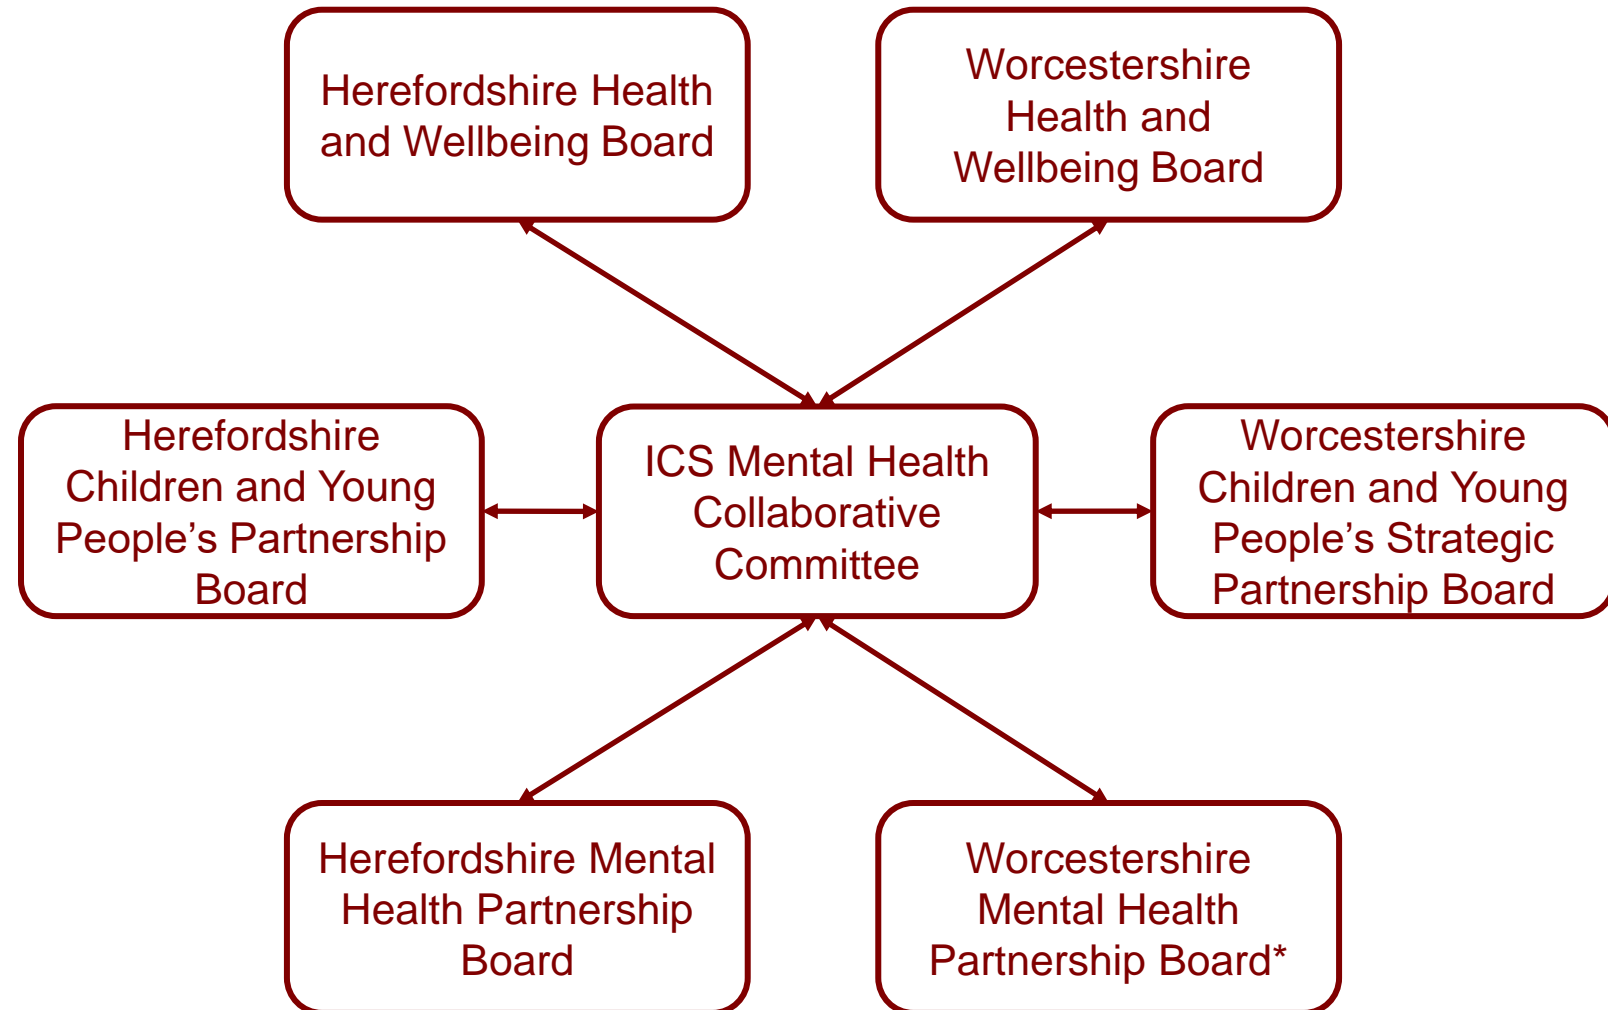 Herefordshire Health
and Wellbeing Board
Worcestershire
Health and
Wellbeing Board
Herefordshire
Children and Young
People’s Partnership
Board
ICS Mental Health
Collaborative
Committee
Worcestershire
Children and Young
People’s Strategic
Partnership Board
Herefordshire Mental
Health Partnership
Board
Worcestershire
Mental Health
Partnership Board*